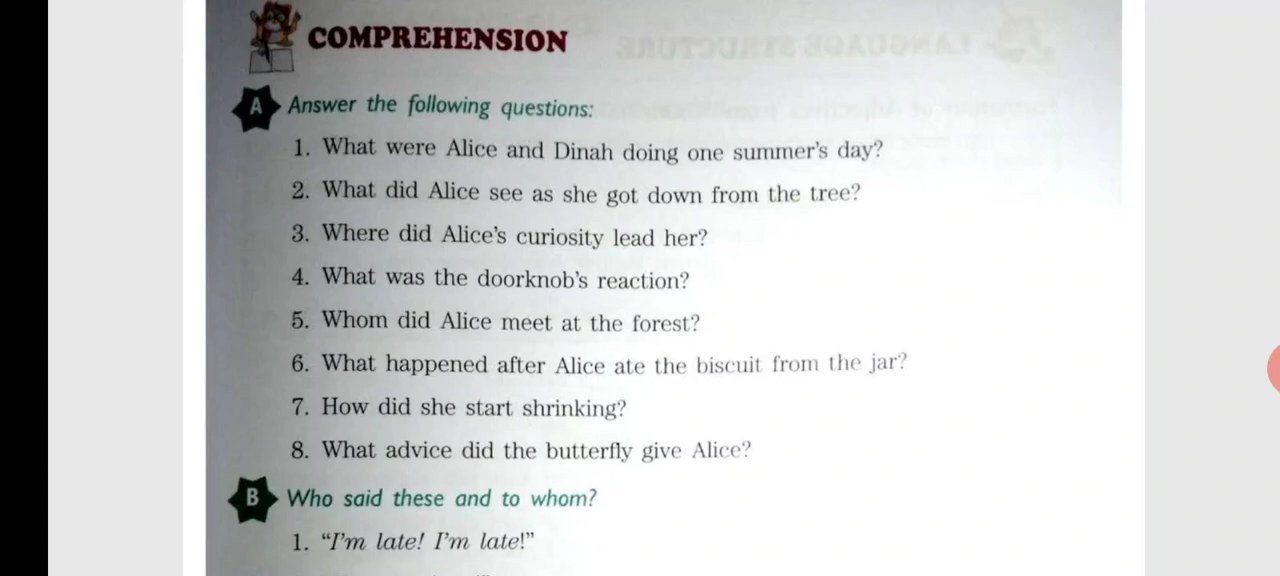 COMPREHENSION
A Answer the following questions:
1. What were Alice and Dinah doing one summer's day?
2. What did Alice see as she got down from the tree?
3. Where did Alice's curiosity lead her?
4. What was the doorknob's reaction?
5. Whom did Alice meet at the forest?
6. What happened after Alice ate the biscuit from the jar?
7. How did she start shrinking?
8. What advice did the butterfly give Alice?
B Who said these and to whom?
1. "I'm late! I'm late!"